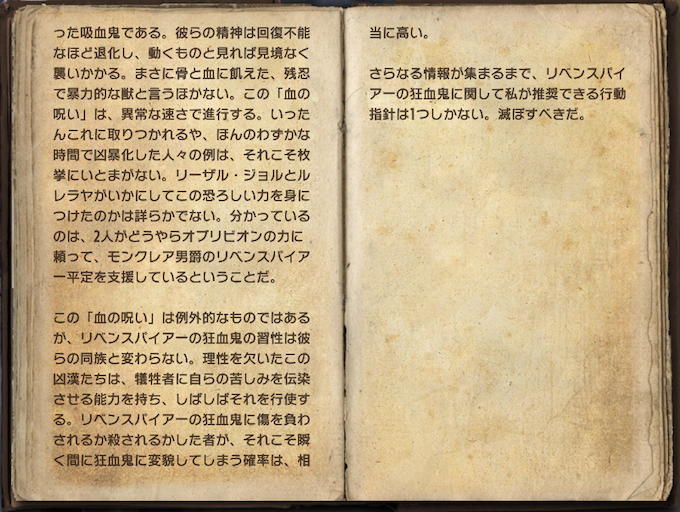 った吸血鬼である。彼らの精神は回復不能
なほど退化し、動くものと見れば見境なく
襲いかかる。まさに骨と血に飢えた、残忍
で暴力的な獣と言うほかない。この「血の
呪い」は、異常な速さで進行する。いった
んこれに取りつかれるや、ほんのわずかな
時間で凶暴化した人々の例は、それこそ枚
挙にいとまがない。リーザル・ジョルとル
レラヤがいかにしてこの恐ろしい力を身に
つけたのかは詳らかでない。分かっている
のは、2人がどうやらオブリビオンの力に
頼って、モンクレア男爵のリベンスパイア
ー平定を支援しているということだ。
この「血の呪い」は例外的なものではある
が、リベンスパイアーの狂血鬼の習性は彼
らの同族と変わらない。理性を欠いたこの
凶漢たちは、犠牲者に自らの苦しみを伝染
させる能力を持ち、しばしばそれを行使す
る。リベンスパイアーの狂血鬼に傷を負わ
されるか殺されるかした者が、それこそ瞬
く間に狂血鬼に変貌してしまう確率は、相
当に高い。
さらなる情報が集まるまで、リベンスパイ
アーの狂血鬼に関して私が推奨できる行動
指針は1つしかない。滅ぼすべきだ。